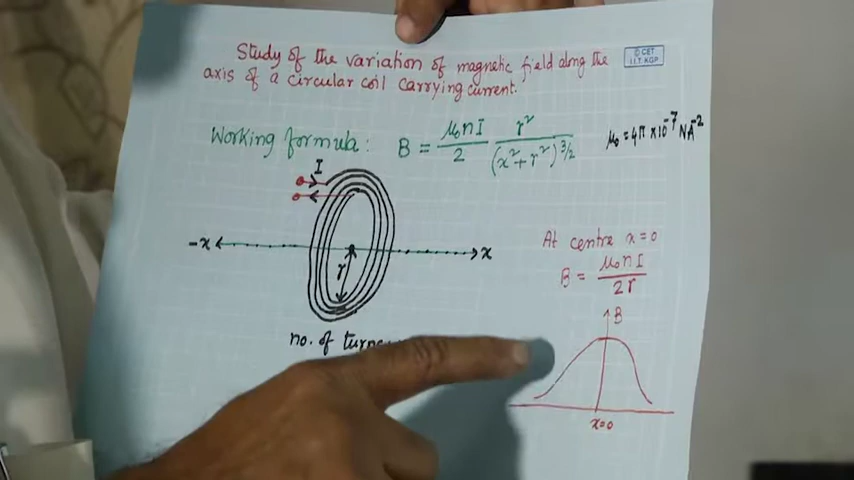 Study of the variation of magnetic field along the
axis of a circular coil carrying current.
© CET
I.I.T. KGP
Working formula: B = μ₀nI/2 r²/(x²+r²)^3/2
μ₀ = 4π×10⁻⁷ NA⁻²
I
-x
x
r
At centre x=0
B = μ₀nI/2r
no. of turns
B
x=0